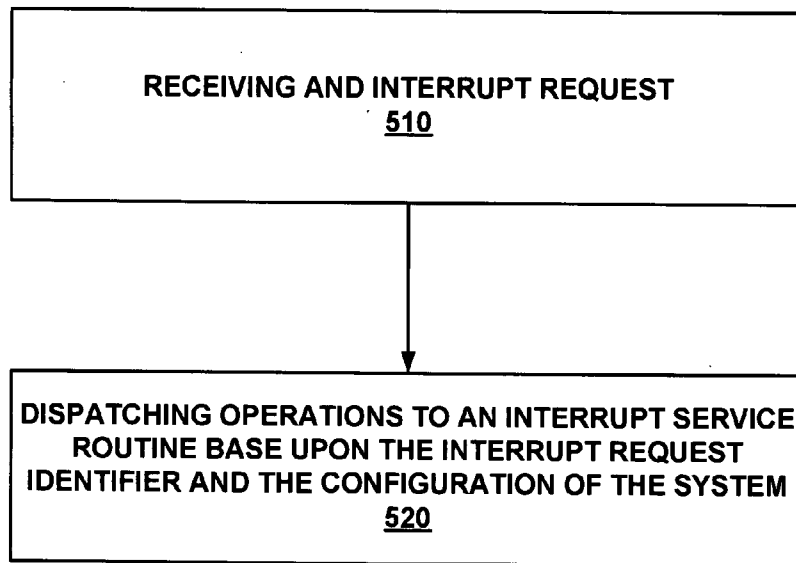 RECEIVING AND INTERRUPT REQUEST
510
DISPATCHING OPERATIONS TO AN INTERRUPT SERVICE
ROUTINE BASE UPON THE INTERRUPT REQUEST
IDENTIFIER AND THE CONFIGURATION OF THE SYSTEM
520